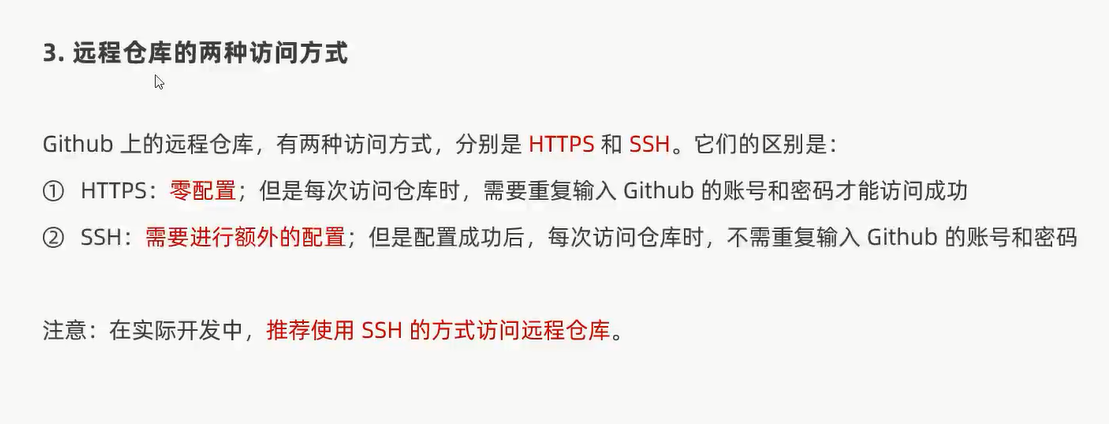 3. 远程仓库的两种访问方式
Github 上的远程仓库，有两种访问方式，分别是 HTTPS 和 SSH。它们的区别是：
① HTTPS：零配置；但是每次访问仓库时，需要重复输入 Github 的账号和密码才能访问成功
② SSH：需要进行额外的配置；但是配置成功后，每次访问仓库时，不需重复输入 Github 的账号和密码
注意：在实际开发中，推荐使用 SSH 的方式访问远程仓库。